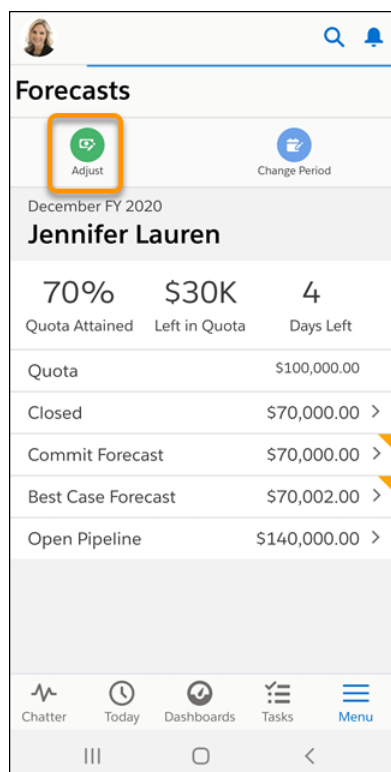 Forecasts
Adjust
Change Period
December FY 2020
Jennifer Lauren
70% $30K 4
Quota Attained Left in Quota Days Left
Quota $100,000.00
Closed $70,000.00
Commit Forecast $70,000.00
Best Case Forecast $70,002.00
Open Pipeline $140,000.00
Chatter Today Dashboards Tasks Menu